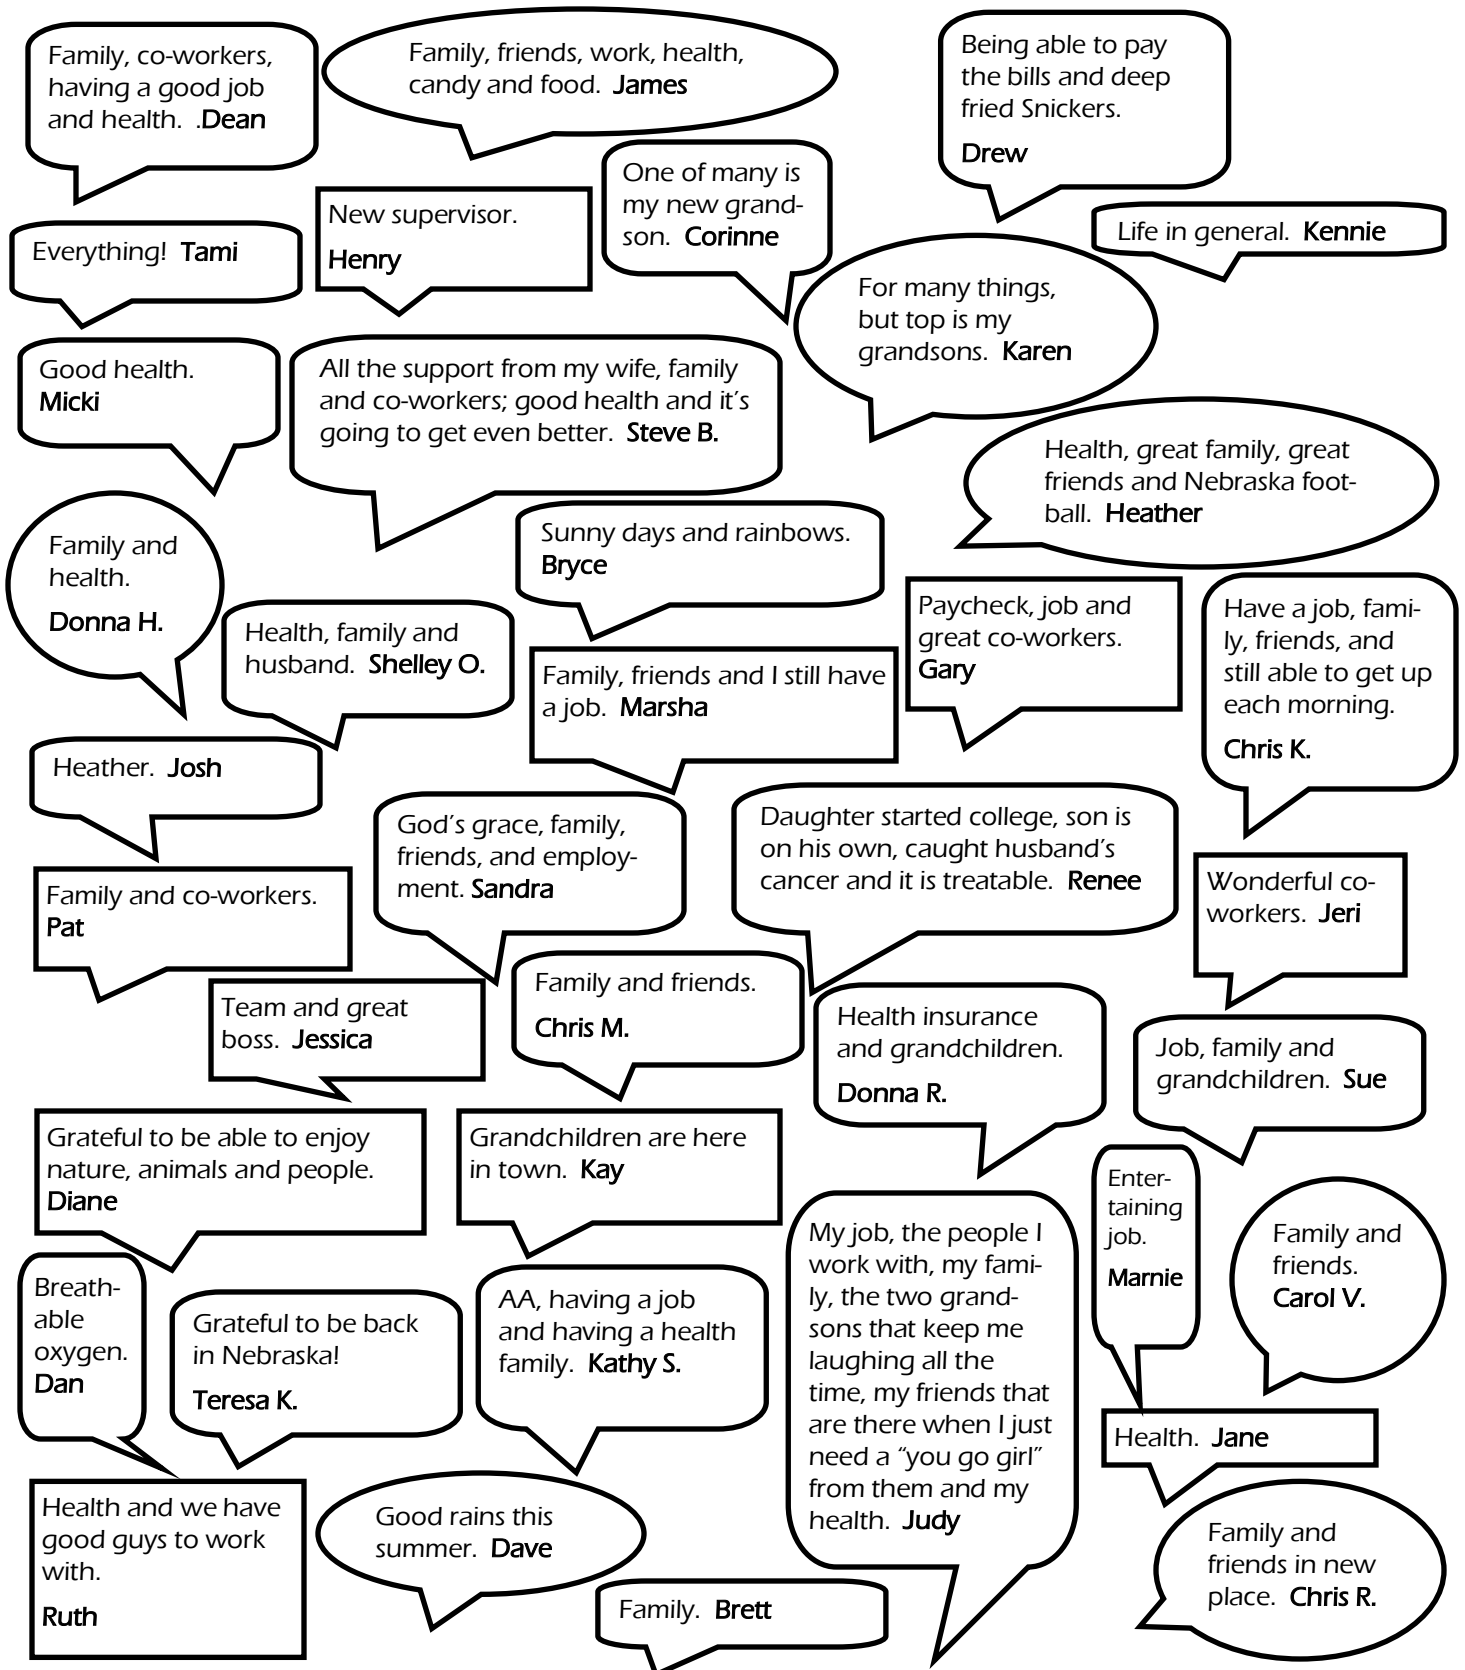 Family, co-workers,
having a good job
and health.  .Dean
Family, friends, work, health,
candy and food.  James
Being able to pay
the bills and deep
fried Snickers.
Drew
One of many is
my new grand-
son.  Corinne
New supervisor.
Henry
Life in general.  Kennie
Everything!  Tami
For many things,
but top is my
grandsons.  Karen
Good health.
Micki
All the support from my wife, family
and co-workers; good health and it's
going to get even better.  Steve B.
Health, great family, great
friends and Nebraska foot-
ball.  Heather
Family and
health.
Donna H.
Sunny days and rainbows.
Bryce
Paycheck, job and
great co-workers.
Gary
Have a job, fami-
ly, friends, and
still able to get up
each morning.
Chris K.
Health, family and
husband.  Shelley O.
Family, friends and I still have
a job.  Marsha
Heather.  Josh
God's grace, family,
friends, and employ-
ment. Sandra
Daughter started college, son is
on his own, caught husband's
cancer and it is treatable.  Renee
Family and co-workers.
Pat
Wonderful co-
workers.  Jeri
Team and great
boss.  Jessica
Family and friends.
Chris M.
Health insurance
and grandchildren.
Donna R.
Job, family and
grandchildren.  Sue
Grateful to be able to enjoy
nature, animals and people.
Diane
Grandchildren are here
in town.  Kay
My job, the people I
work with, my fami-
ly, the two grand-
sons that keep me
laughing all the
time, my friends that
are there when I just
need a “you go girl”
from them and my
health.  Judy
Enter-
taining
job.
Marnie
Family and
friends.
Carol V.
Breath-
able
oxygen.
Dan
Grateful to be back
in Nebraska!
Teresa K.
AA, having a job
and having a health
family.  Kathy S.
Health.  Jane
Health and we have
good guys to work
with.
Ruth
Good rains this
summer.  Dave
Family.  Brett
Family and
friends in new
place.  Chris R.